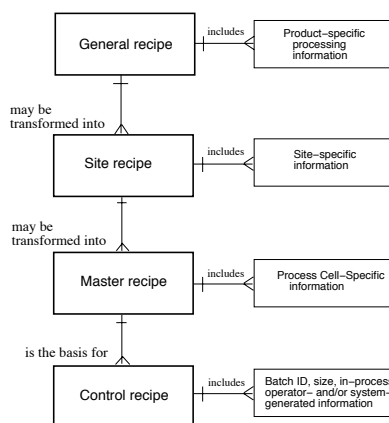 General recipe
includes
Product-specific
processing
information
may be
transformed into
Site recipe
includes
Site-specific
information
may be
transformed into
Master recipe
includes
Process Cell-Specific
information
is the basis for
Control recipe
includes
Batch ID, size, in-process
operator- and/or system-
generated information